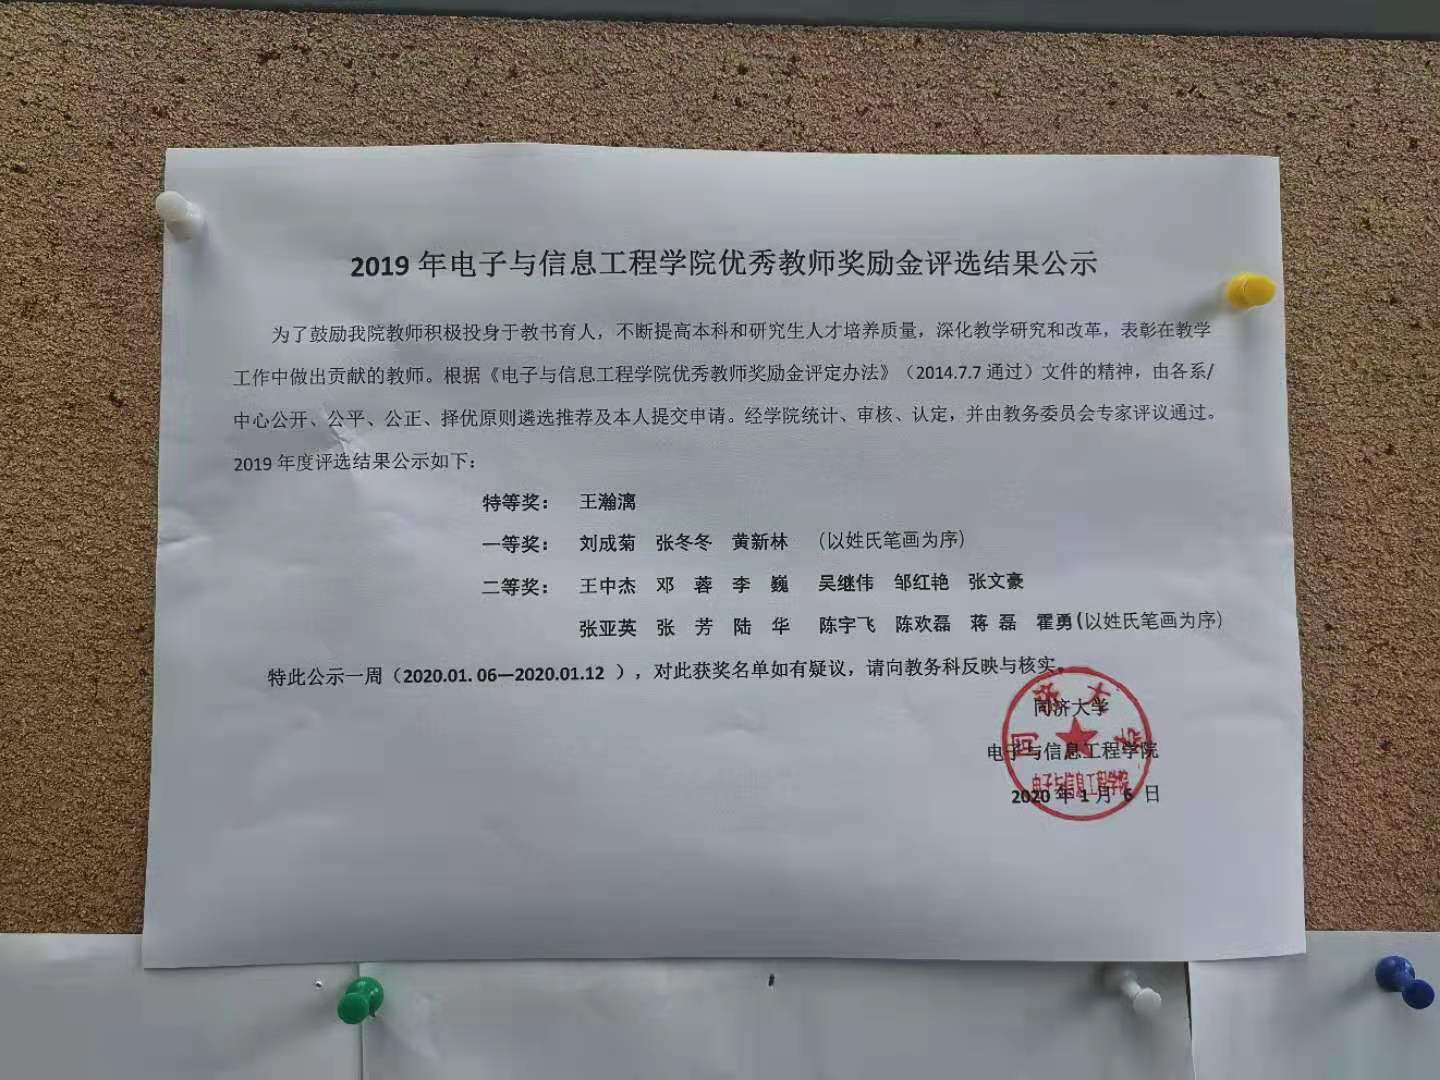 2019 年电子与信息工程学院优秀教师奖励金评选结果公示
为了鼓励我院教师积极投身于教书育人，不断提高本科和研究生人才培养质量，深化教学研究和改革，表彰在教学
工作中做出贡献的教师。根据《电子与信息工程学院优秀教师奖励金评定办法》（2014.7.7 通过）文件的精神，由各系/
中心公开、公平、公正、择优原则遴选推荐及本人提交申请。经学院统计、审核、认定，并由教务委员会专家评议通过。
2019 年度评选结果公示如下：
特等奖： 王瀚漓
一等奖： 刘成菊 张冬冬 黄新林 （以姓氏笔画为序）
二等奖： 王中杰 邓 蓉 李 巍 吴继伟 邹红艳 张文豪
张亚英 张 芳 陆 华 陈宇飞 陈欢磊 蒋 磊 霍勇（以姓氏笔画为序）
特此公示一周（2020.01. 06—2020.01.12 ），对此获奖名单如有疑议，请向教务科反映与核实。
同济大学
电子与信息工程学院
2020 年 1 月 6 日
同济大学
电子与信息工程学院